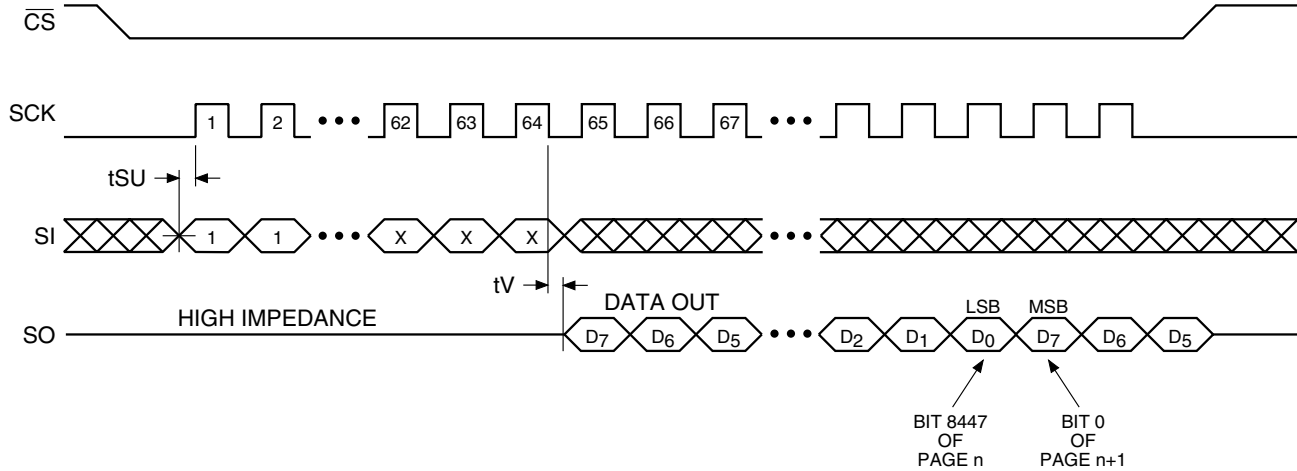 CS
SCK
1 2 ••• 62 63 64 65 66 67 •••
tSU
SI
1 1 ••• X X X •••
tV
DATA OUT
HIGH IMPEDANCE
LSB MSB
SO
D7 D6 D5 ••• D2 D1 D0 D7 D6 D5
BIT 8447
OF
PAGE n
BIT 0
OF
PAGE n+1